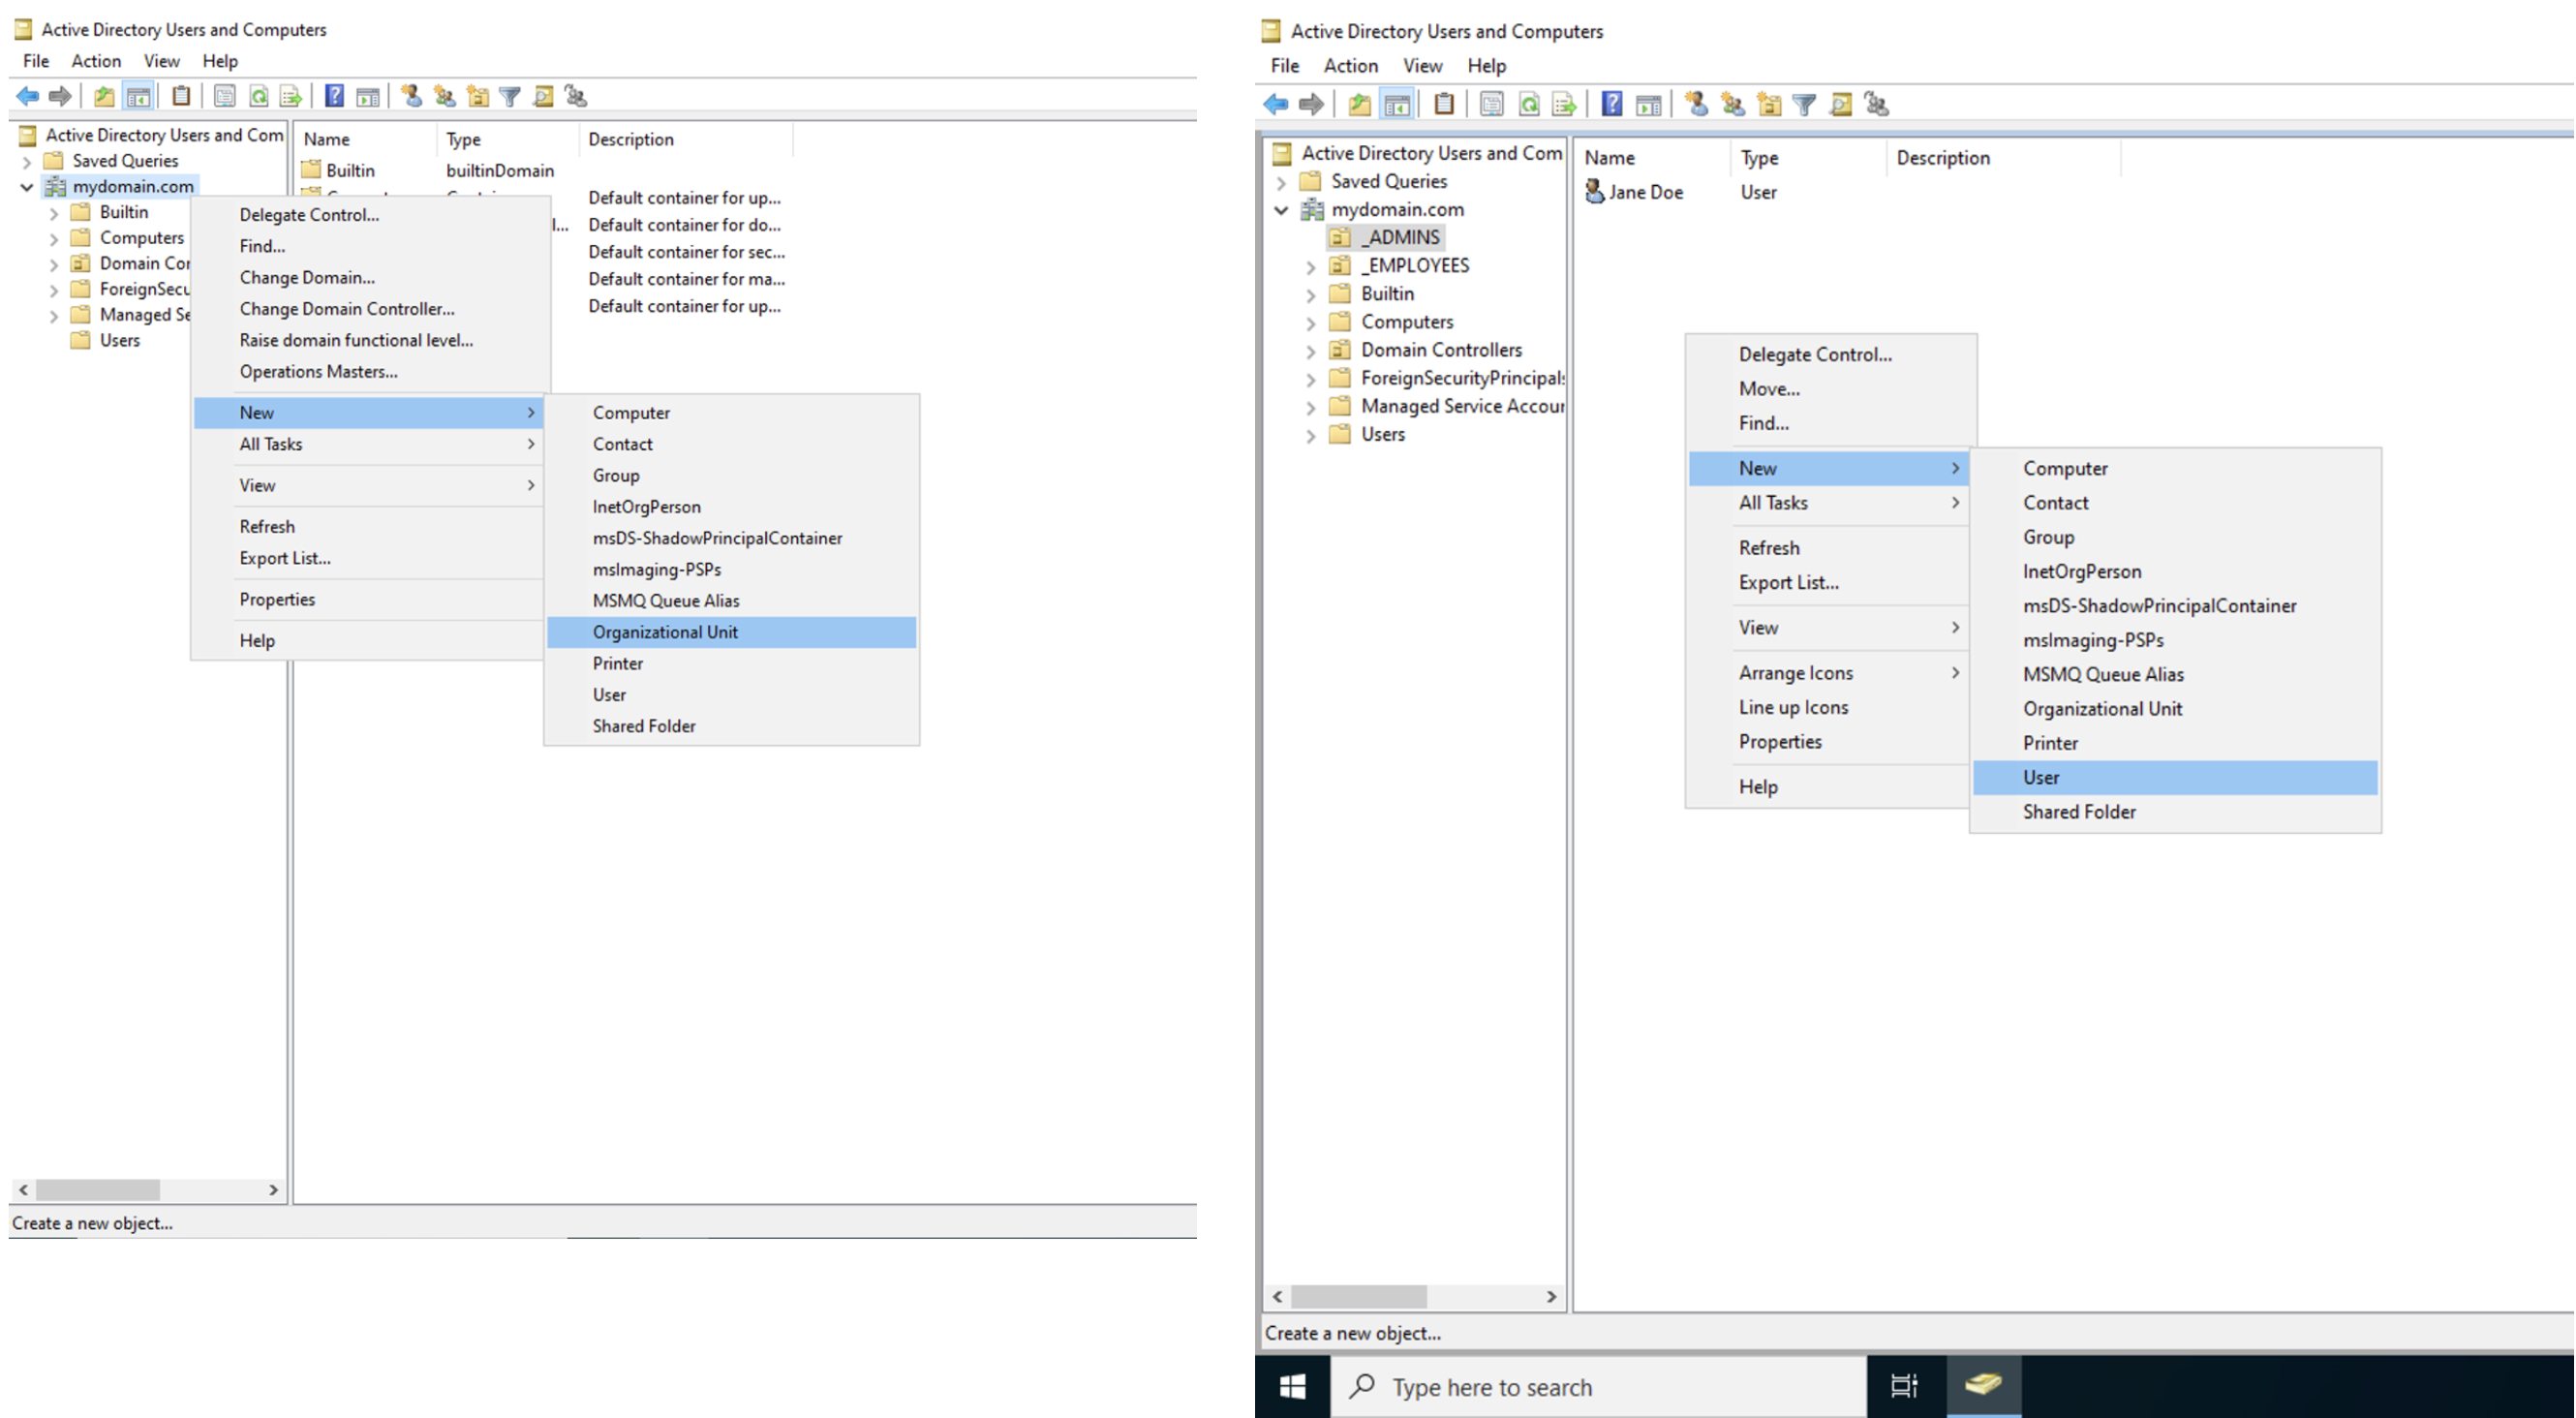 Active Directory Users and Computers
File Action View Help
Active Directory Users and Com
Saved Queries
mydomain.com
Builtin
Computers
Domain Cor
ForeignSecu
Managed Se
Users
Name Type Description
Builtin builtinDomain
Default container for up...
l... Default container for do...
Default container for sec...
Default container for ma...
Default container for up...
Delegate Control...
Find...
Change Domain...
Change Domain Controller...
Raise domain functional level...
Operations Masters...
New
All Tasks
View
Refresh
Export List...
Properties
Help
Computer
Contact
Group
InetOrgPerson
msDS-ShadowPrincipalContainer
msImaging-PSPs
MSMQ Queue Alias
Organizational Unit
Printer
User
Shared Folder
Create a new object...
Active Directory Users and Computers
File Action View Help
Active Directory Users and Com
Saved Queries
mydomain.com
_ADMINS
_EMPLOYEES
Builtin
Computers
Domain Controllers
ForeignSecurityPrincipals
Managed Service Accour
Users
Name Type Description
Jane Doe User
Delegate Control...
Move...
Find...
New
All Tasks
Refresh
Export List...
View
Arrange Icons
Line up Icons
Properties
Help
Computer
Contact
Group
InetOrgPerson
msDS-ShadowPrincipalContainer
msImaging-PSPs
MSMQ Queue Alias
Organizational Unit
Printer
User
Shared Folder
Create a new object...
Type here to search